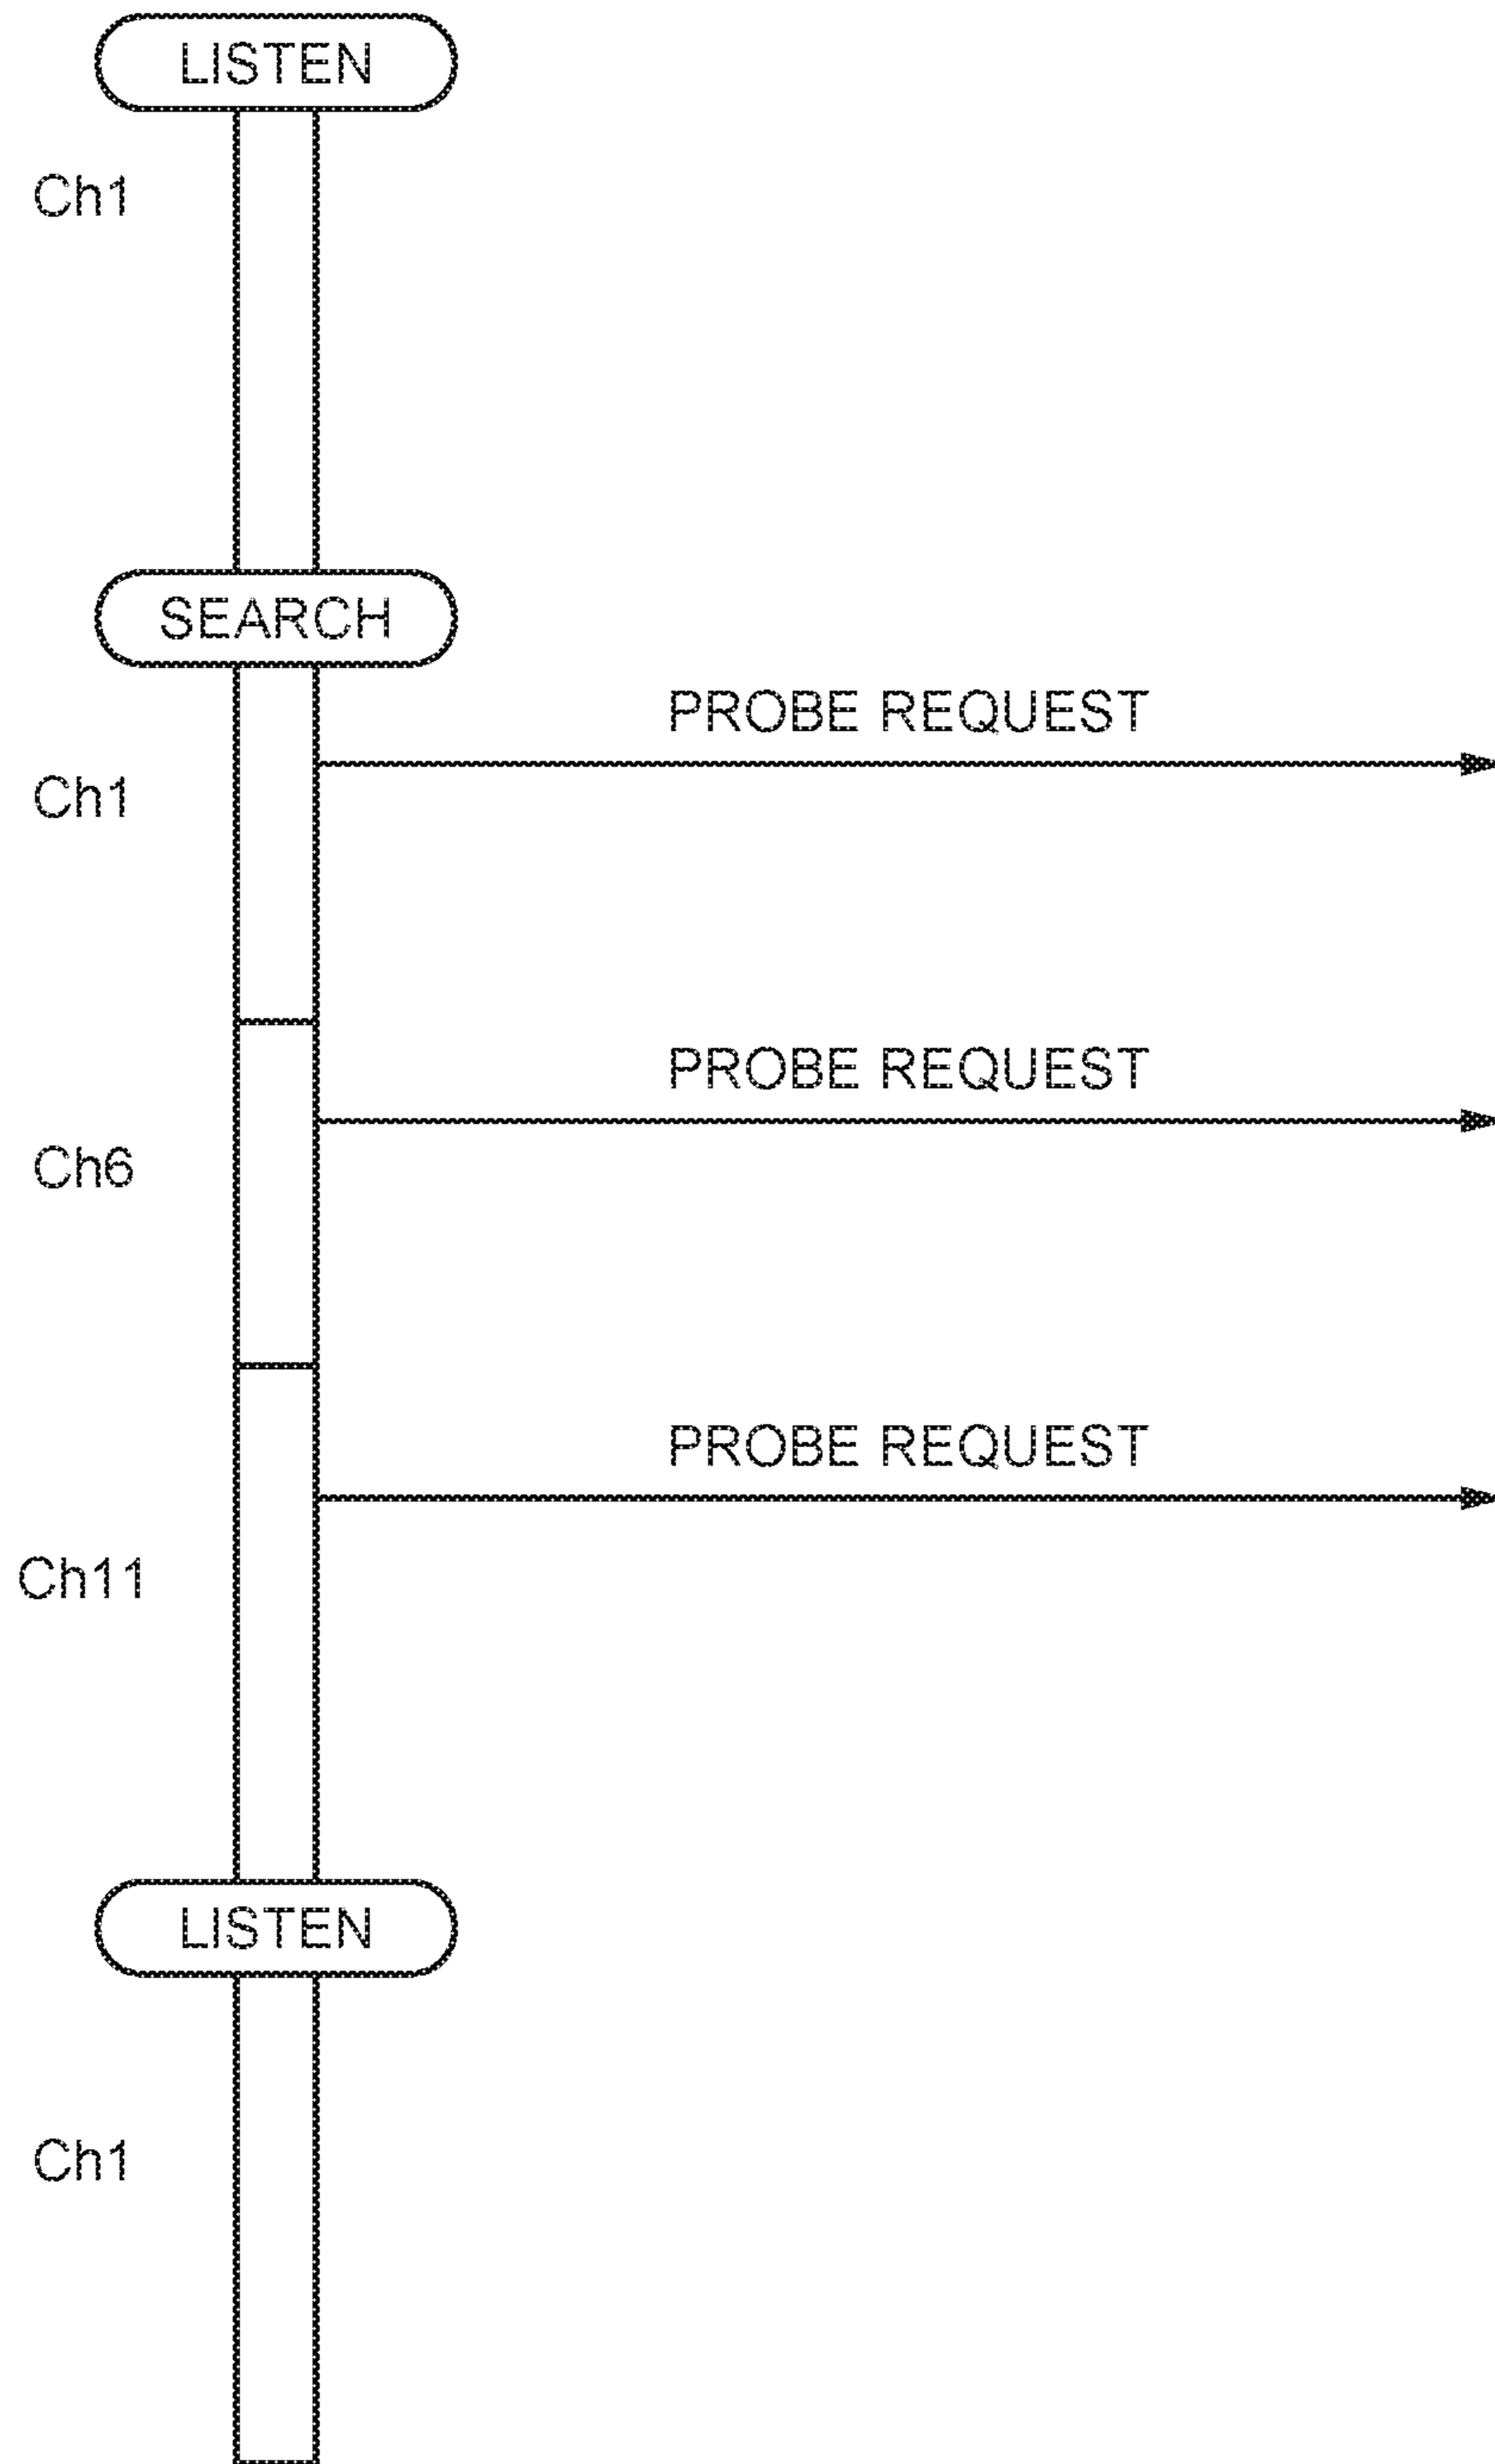 LISTEN
Ch1
SEARCH
PROBE REQUEST
Ch1
PROBE REQUEST
Ch6
PROBE REQUEST
Ch11
LISTEN
Ch1